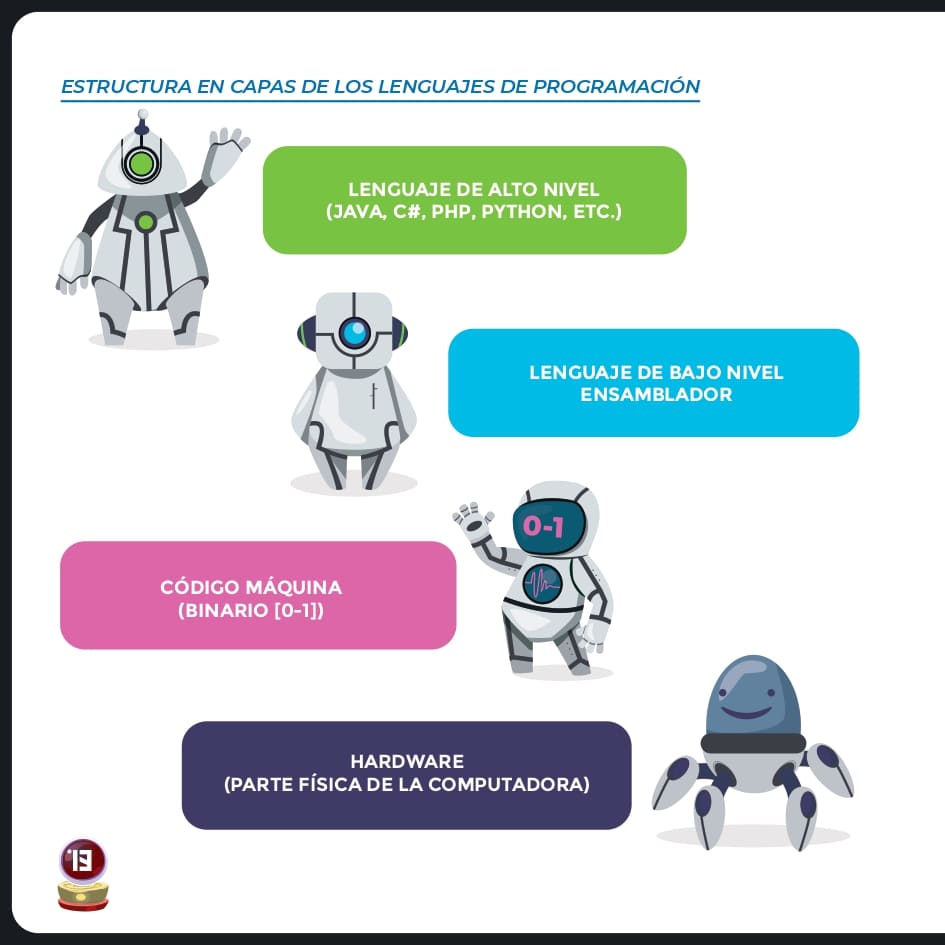 ESTRUCTURA EN CAPAS DE LOS LENGUAJES DE PROGRAMACIÓN
LENGUAJE DE ALTO NIVEL
(JAVA, C#, PHP, PYTHON, ETC.)
LENGUAJE DE BAJO NIVEL
ENSAMBLADOR
0-1
CÓDIGO MÁQUINA
(BINARIO [0-1])
HARDWARE
(PARTE FÍSICA DE LA COMPUTADORA)